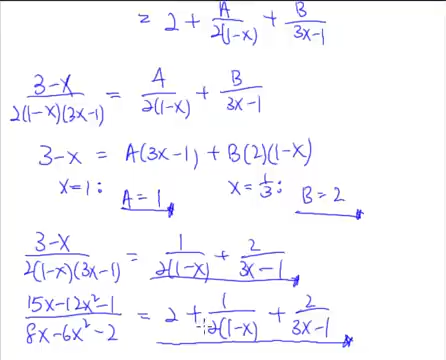 = 2 + A/2(1-x) + B/3x-1
3-x/2(1-x)(3x-1) = A/2(1-x) + B/3x-1
3-x = A(3x-1) + B(2)(1-x)
x=1: A=1 x=1/3: B=2
3-x/2(1-x)(3x-1) = 1/2(1-x) + 2/3x-1
15x-12x²-1/8x-6x²-2 = 2 + 1/2(1-x) + 2/3x-1